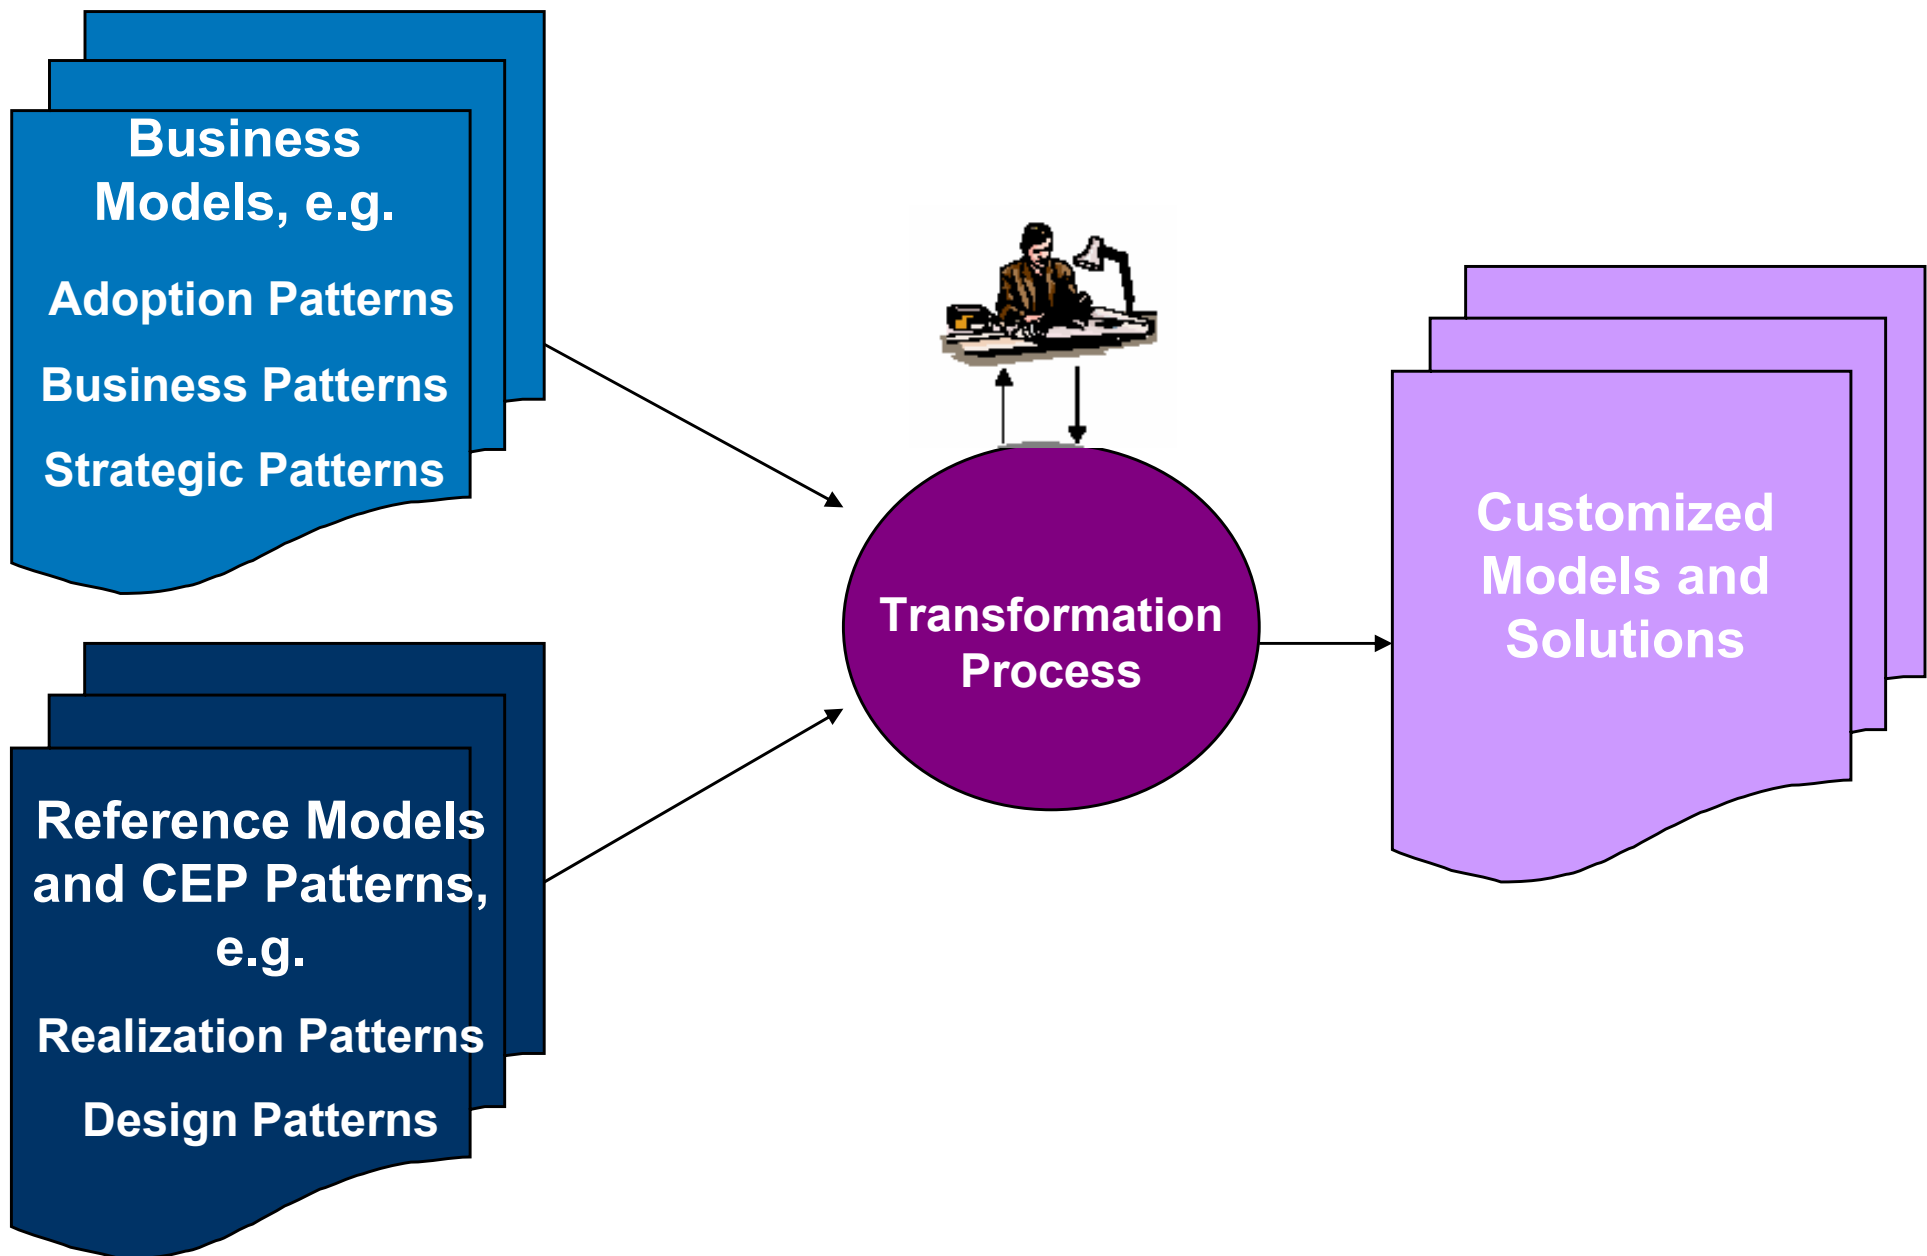 Business
Models, e.g.
Adoption Patterns
Business Patterns
Strategic Patterns
Reference Models
and CEP Patterns,
e.g.
Realization Patterns
Design Patterns
Transformation
Process
Customized
Models and
Solutions